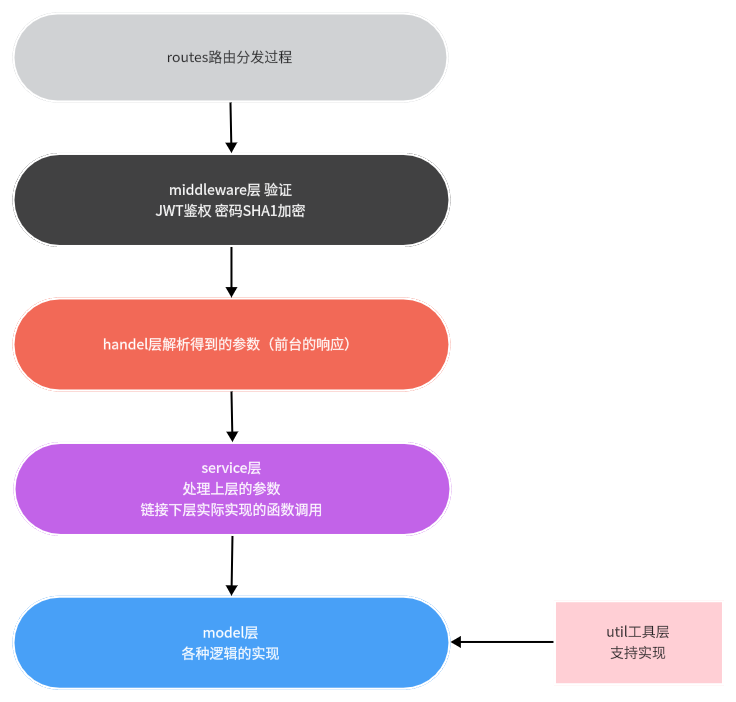 routes路由分发过程
middleware层 验证
JWT鉴权 密码SHA1加密
handel层解析得到的参数（前台的响应）
service层
处理上层的参数
链接下层实际实现的函数调用
model层
各种逻辑的实现
util工具层
支持实现